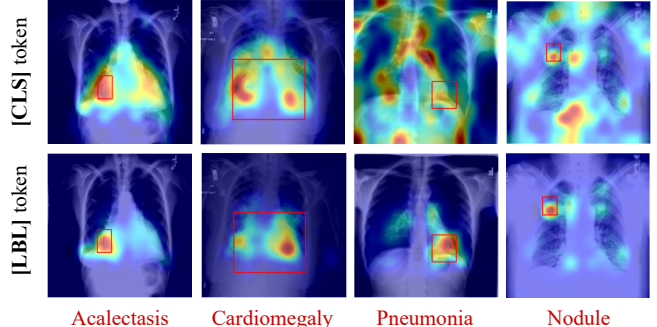 [CLS] token
[LBL] token
Acalectasis Cardiomegaly Pneumonia Nodule